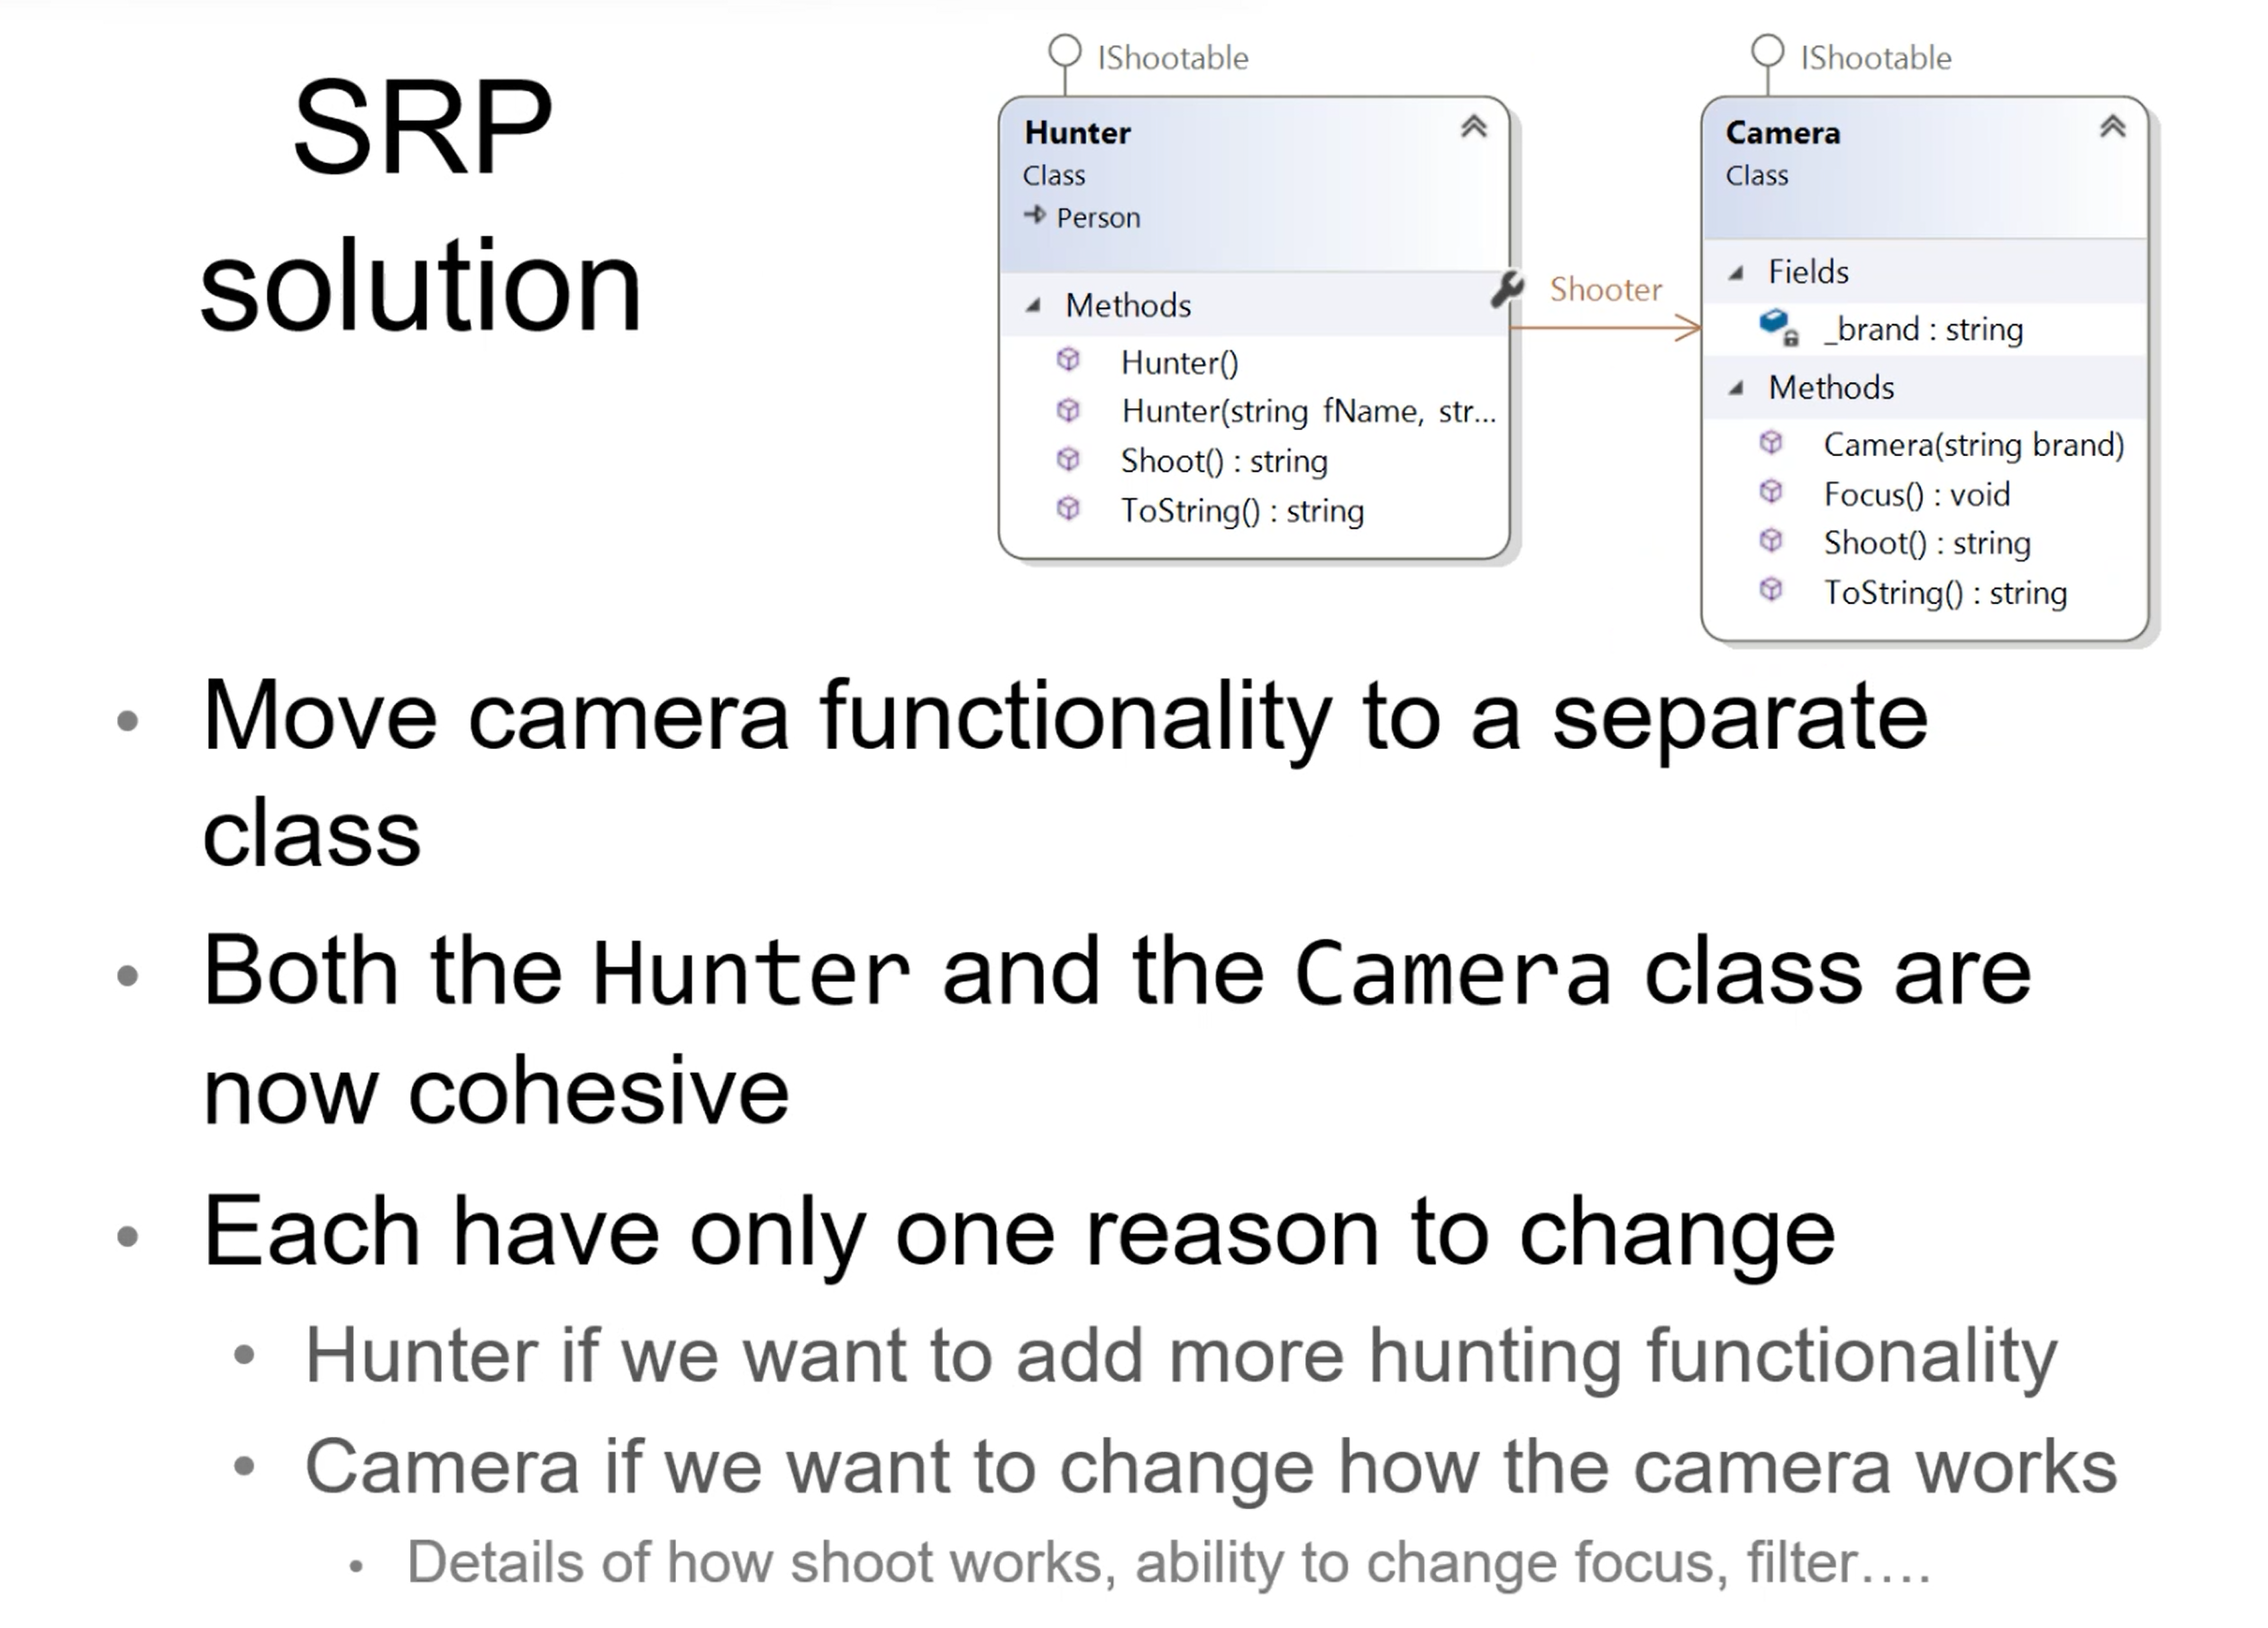 SRP
solution
IShootable
Hunter
Class
Person
Methods
Hunter()
Hunter(string fName, str...
Shoot() : string
ToString() : string
Shooter
IShootable
Camera
Class
Fields
_brand : string
Methods
Camera(string brand)
Focus() : void
Shoot() : string
ToString() : string
• Move camera functionality to a separate
class
• Both the Hunter and the Camera class are
now cohesive
• Each have only one reason to change
• Hunter if we want to add more hunting functionality
• Camera if we want to change how the camera works
• Details of how shoot works, ability to change focus, filter....